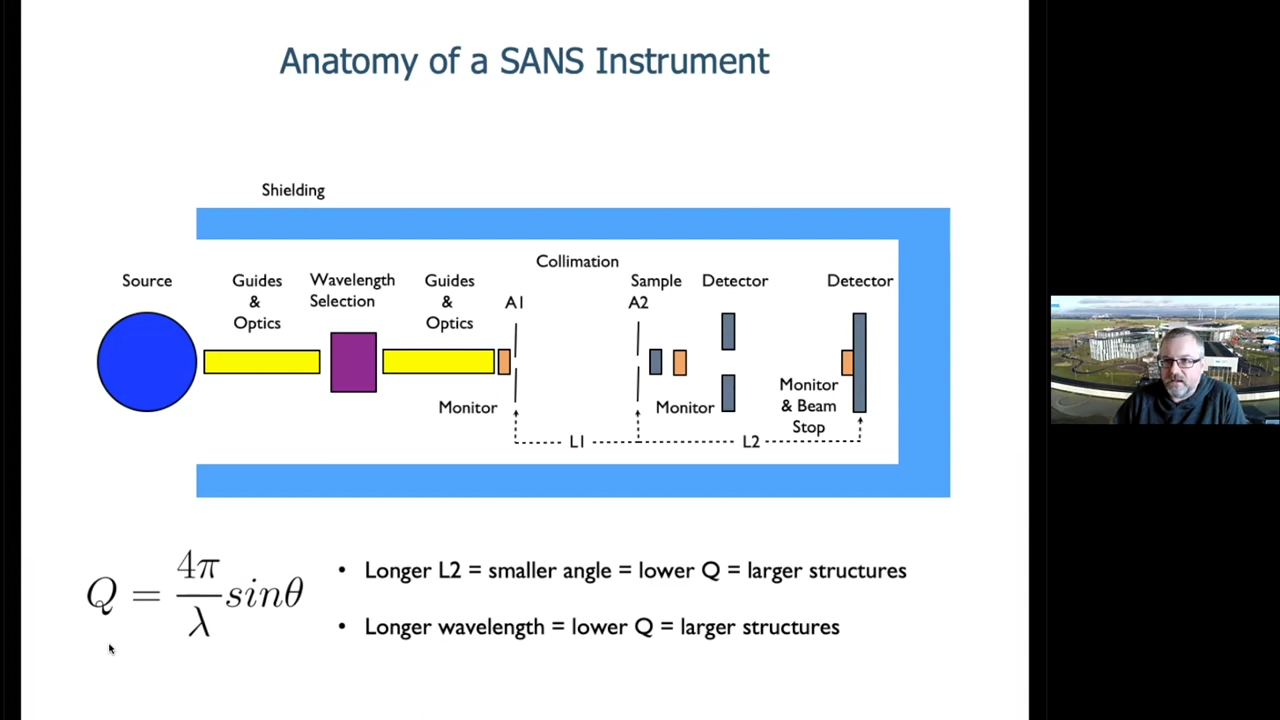 Anatomy of a SANS Instrument
Shielding
Collimation
Source
Guides
&
Optics
Wavelength
Selection
Guides
&
Optics
A1
Sample
A2
Detector
Detector
Monitor
Monitor
Monitor
& Beam
Stop
L1
L2
Q = 4π/λ sinθ
• Longer L2 = smaller angle = lower Q = larger structures
• Longer wavelength = lower Q = larger structures